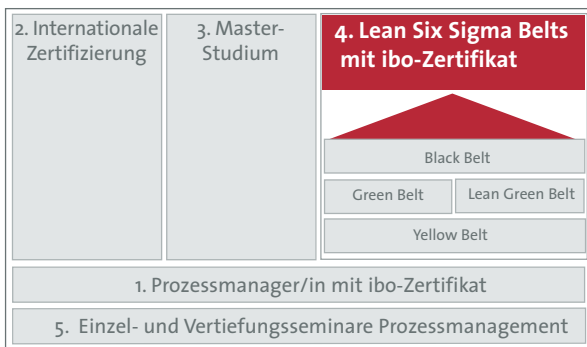 2. Internationale
Zertifizierung
3. Master-
Studium
4. Lean Six Sigma Belts
mit ibo-Zertifikat
Black Belt
Green Belt
Lean Green Belt
Yellow Belt
1. Prozessmanager/in mit ibo-Zertifikat
5. Einzel- und Vertiefungsseminare Prozessmanagement